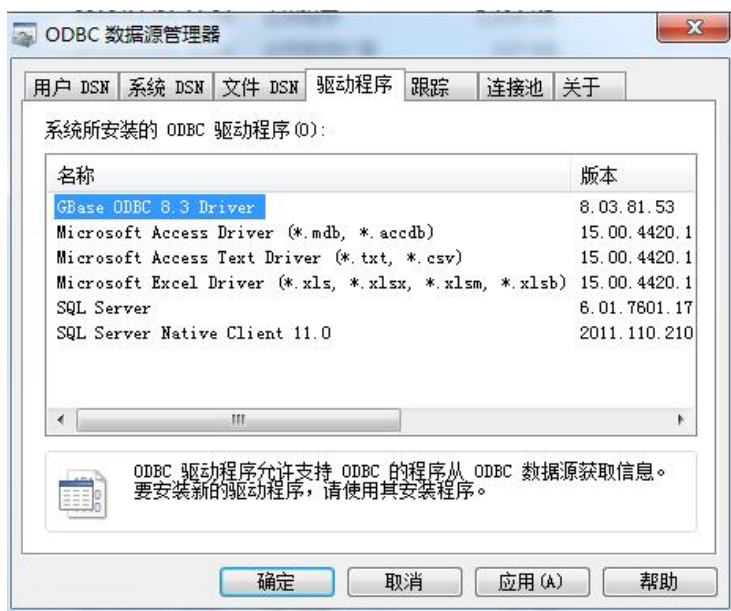 ODBC 数据源管理器
用户 DSN 系统 DSN 文件 DSN 驱动程序 跟踪 连接池 关于
系统所安装的 ODBC 驱动程序(O):
名称 版本
GBase ODBC 8.3 Driver 8.03.81.53
Microsoft Access Driver (*.mdb, *.accdb) 15.00.4420.1
Microsoft Access Text Driver (*.txt, *.csv) 15.00.4420.1
Microsoft Excel Driver (*.xls, *.xlsx, *.xlsm, *.xlsb) 15.00.4420.1
SQL Server 6.01.7601.17
SQL Server Native Client 11.0 2011.110.210
ODBC 驱动程序允许支持 ODBC 的程序从 ODBC 数据源获取信息。
要安装新的驱动程序，请使用其安装程序。
确定 取消 应用(A) 帮助